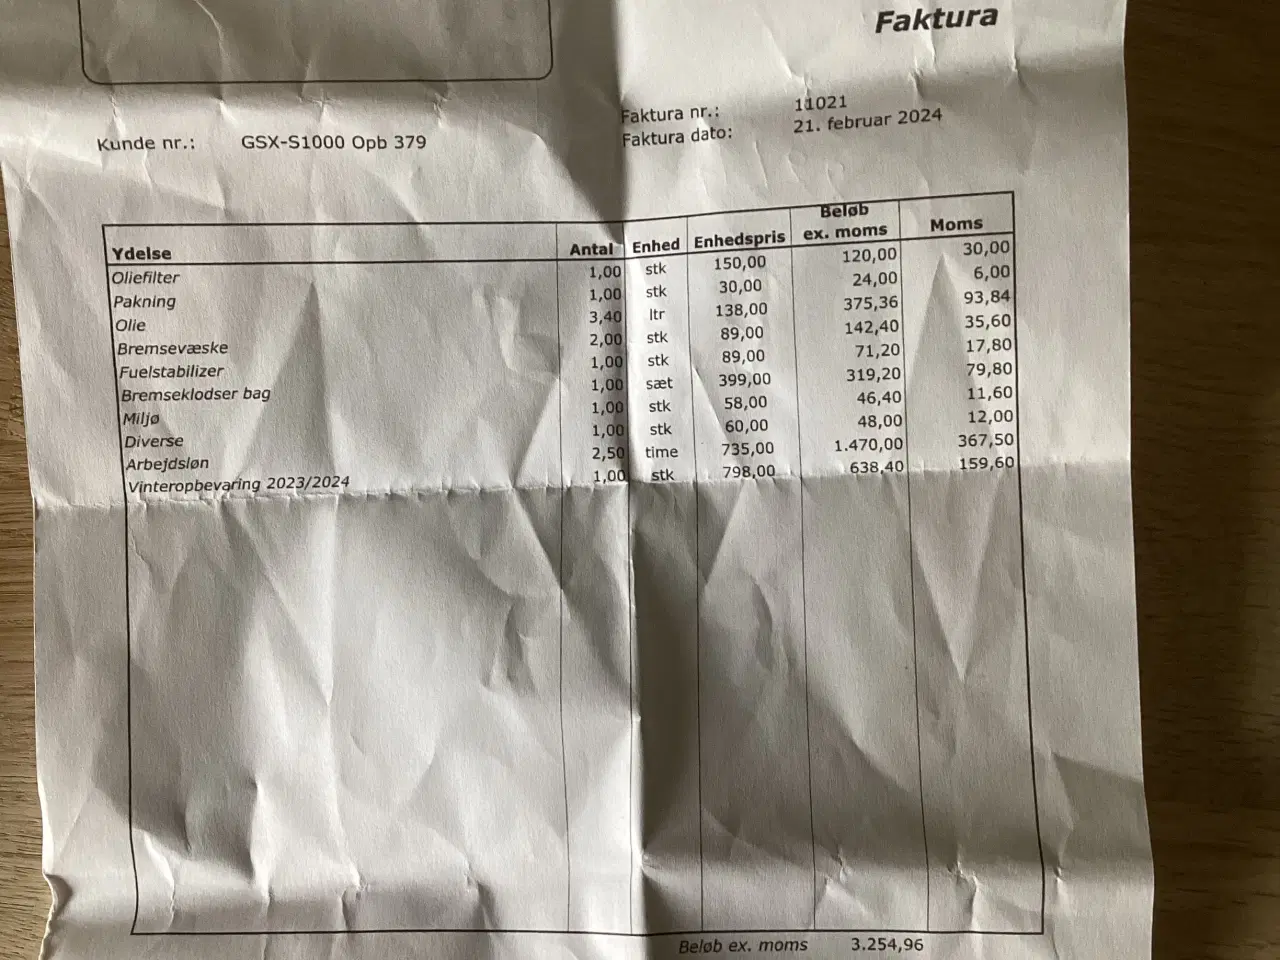 Faktura
Faktura nr.: 11021
Faktura dato: 21. februar 2024
Kunde nr.: GSX-S1000 Opb 379
Ydelse Antal Enhed Enhedspris Beløb ex. moms Moms
Oliefilter 1,00 stk 150,00 120,00 30,00
Pakning 1,00 stk 30,00 24,00 6,00
Olie 3,40 ltr 138,00 375,36 93,84
Bremsevæske 2,00 stk 89,00 142,40 35,60
Fuelstabilizer 1,00 stk 89,00 71,20 17,80
Bremseklodser bag 1,00 sæt 399,00 319,20 79,80
Miljø 1,00 stk 58,00 46,40 11,60
Diverse 1,00 stk 60,00 48,00 12,00
Arbejdsløn 2,50 time 735,00 1.470,00 367,50
Vinteropbevaring 2023/2024 1,00 stk 798,00 638,40 159,60
Beløb ex. moms 3.254,96